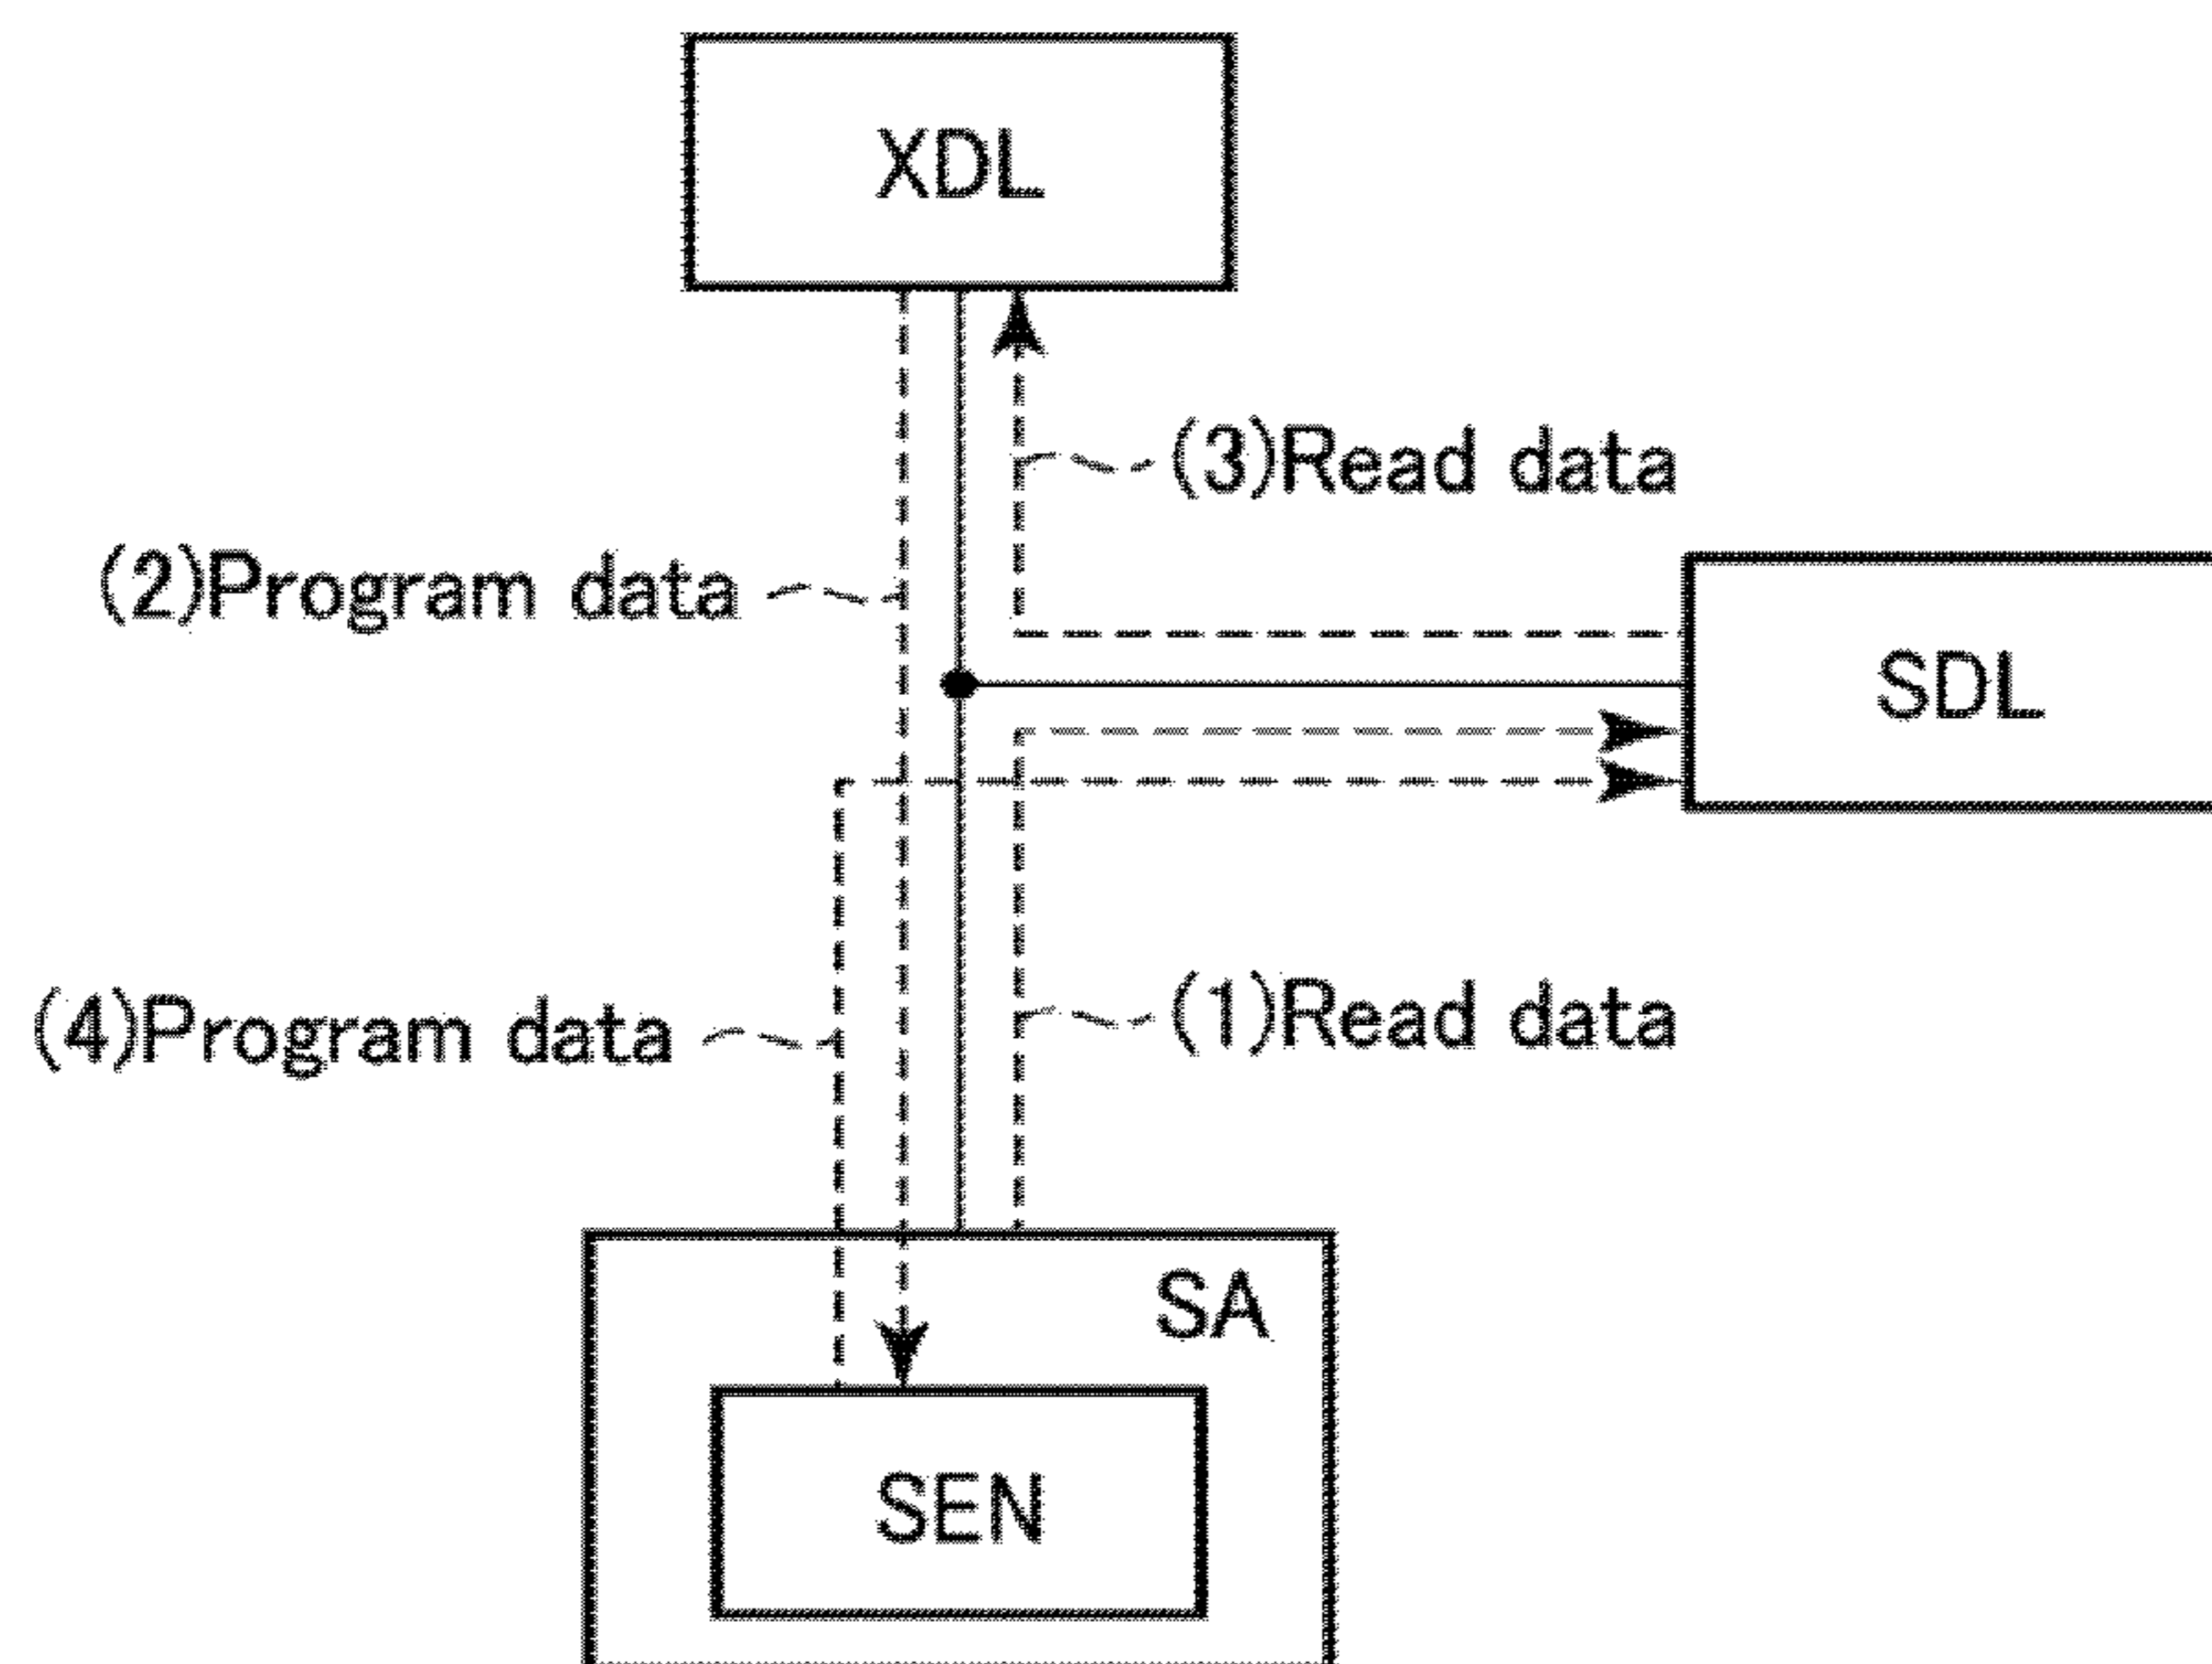 XDL
(3)Read data
(2)Program data
SDL
(4)Program data
(1)Read data
SA
SEN